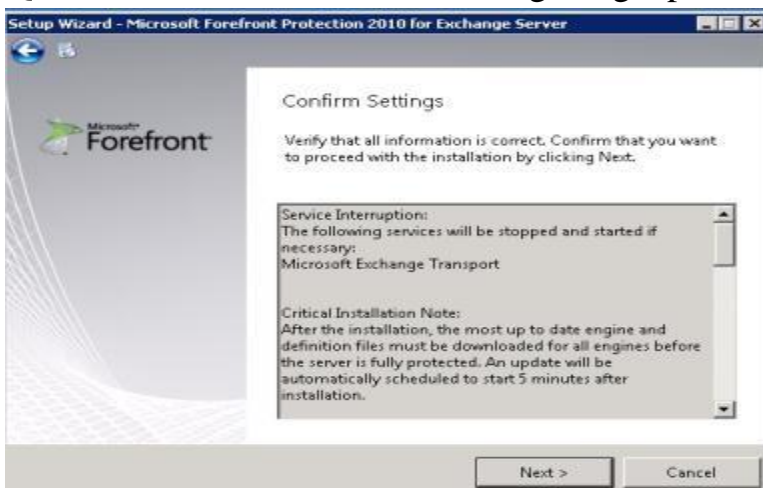 Setup Wizard - Microsoft Forefront Protection 2010 for Exchange Server
Confirm Settings
Microsoft
Forefront
Verify that all information is correct. Confirm that you want
to proceed with the installation by clicking Next.
Service Interruption:
The following services will be stopped and started if
necessary:
Microsoft Exchange Transport
Critical Installation Note:
After the installation, the most up to date engine and
definition files must be downloaded for all engines before
the server is fully protected. An update will be
automatically scheduled to start 5 minutes after
installation.
Next >
Cancel